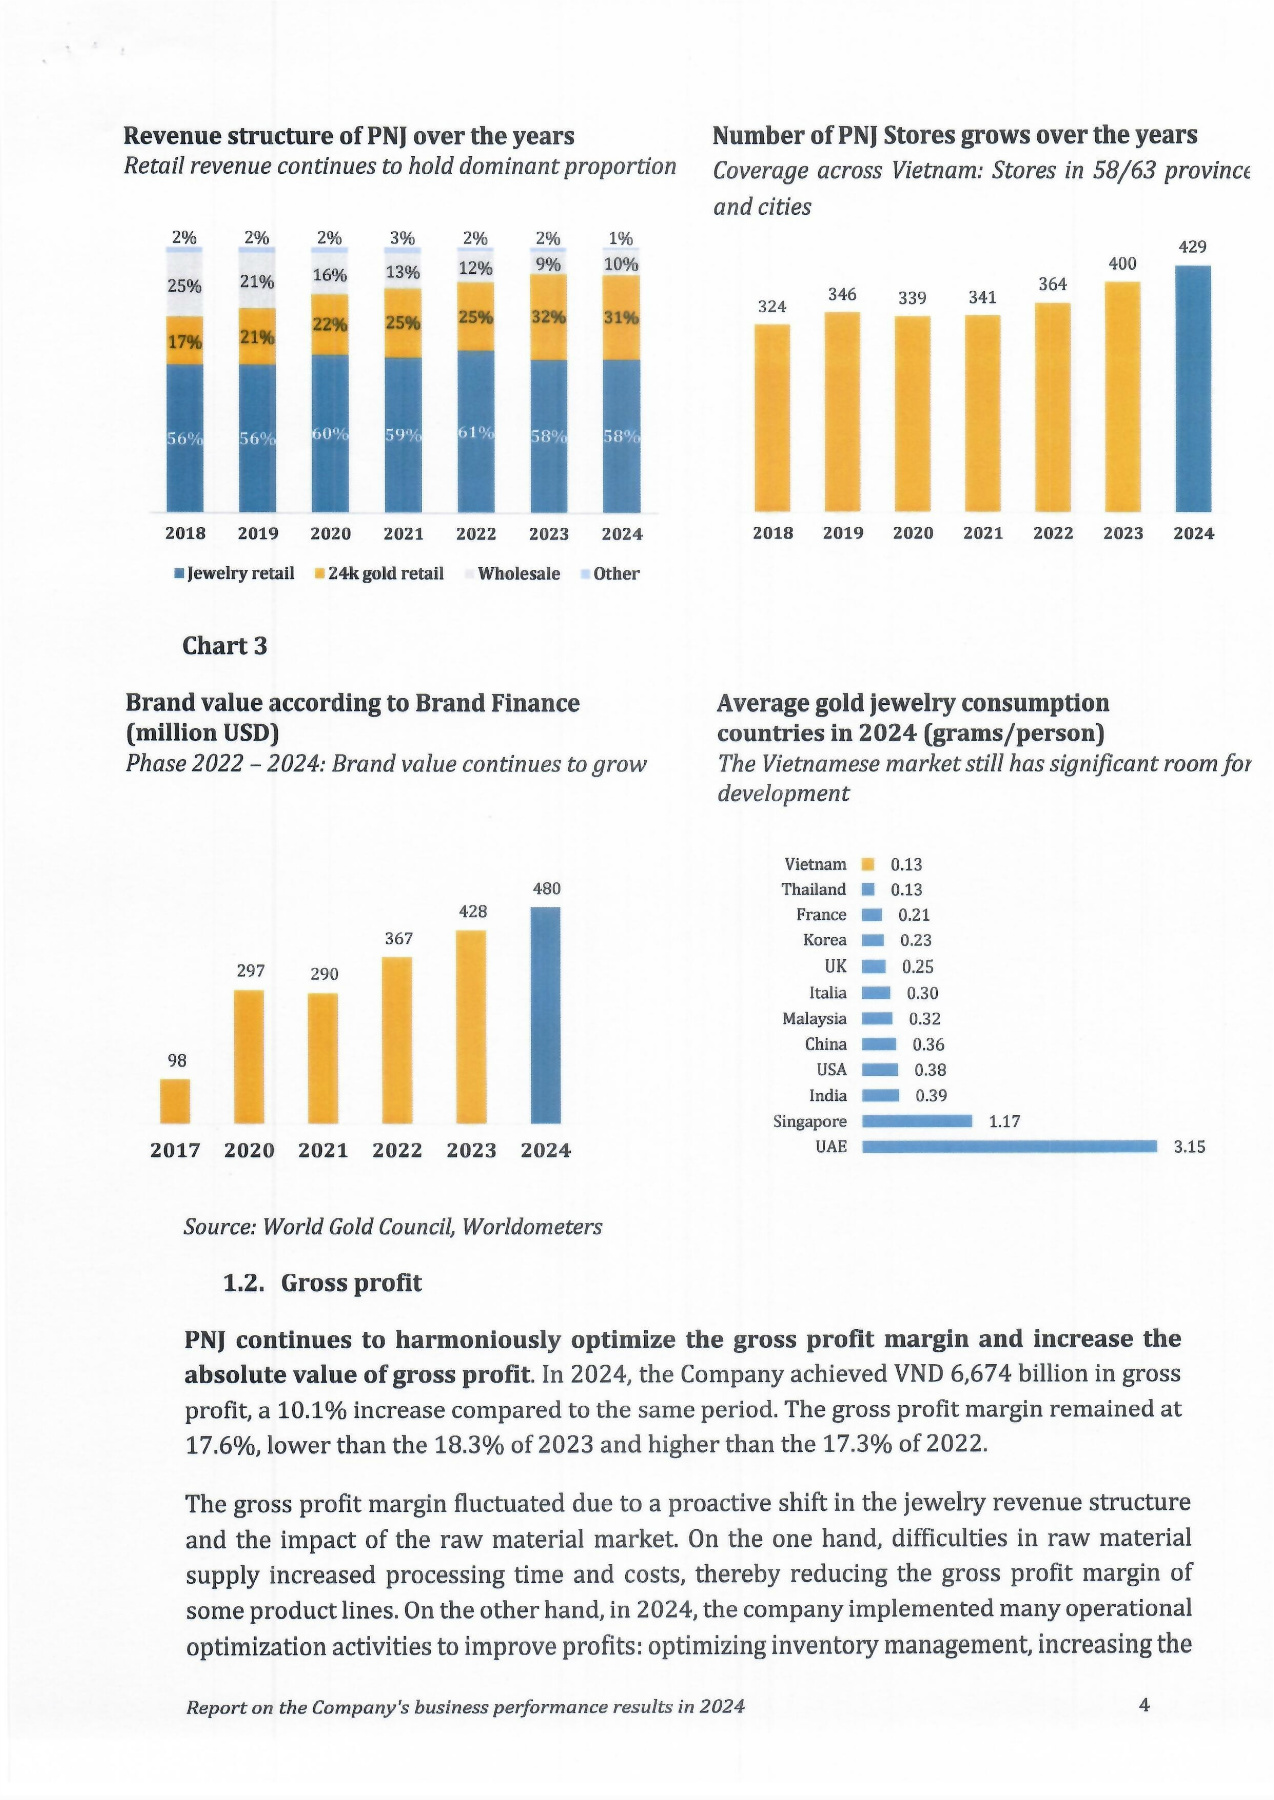 Revenue structure of PNJ over the years
Retail revenue continues to hold dominant proportion
2% 2% 2% 3% 2% 2% 1%
25% 21% 16% 13% 12% 9% 10%
17% 21% 22% 25% 25% 32% 31%
56% 56% 60% 59% 61% 58% 58%
2018 2019 2020 2021 2022 2023 2024
Jewelry retail 24k gold retail Wholesale Other
Number of PNJ Stores grows over the years
Coverage across Vietnam: Stores in 58/63 province
and cities
324 346 339 341 364 400 429
2018 2019 2020 2021 2022 2023 2024
Chart 3
Brand value according to Brand Finance
(million USD)
Phase 2022 – 2024: Brand value continues to grow
98 297 290 367 428 480
2017 2020 2021 2022 2023 2024
Average gold jewelry consumption
countries in 2024 (grams/person)
The Vietnamese market still has significant room for
development
Vietnam 0.13
Thailand 0.13
France 0.21
Korea 0.23
UK 0.25
Italia 0.30
Malaysia 0.32
China 0.36
USA 0.38
India 0.39
Singapore 1.17
UAE 3.15
Source: World Gold Council, Worldometers
1.2. Gross profit
PNJ continues to harmoniously optimize the gross profit margin and increase the
absolute value of gross profit. In 2024, the Company achieved VND 6,674 billion in gross
profit, a 10.1% increase compared to the same period. The gross profit margin remained at
17.6%, lower than the 18.3% of 2023 and higher than the 17.3% of 2022.
The gross profit margin fluctuated due to a proactive shift in the jewelry revenue structure
and the impact of the raw material market. On the one hand, difficulties in raw material
supply increased processing time and costs, thereby reducing the gross profit margin of
some product lines. On the other hand, in 2024, the company implemented many operational
optimization activities to improve profits: optimizing inventory management, increasing the
Report on the Company's business performance results in 2024 4